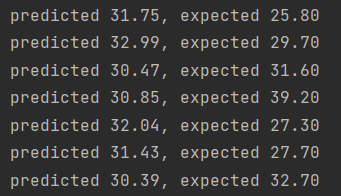 predicted 31.75, expected 25.80
predicted 32.99, expected 29.70
predicted 30.47, expected 31.60
predicted 30.85, expected 39.20
predicted 32.04, expected 27.30
predicted 31.43, expected 27.70
predicted 30.39, expected 32.70